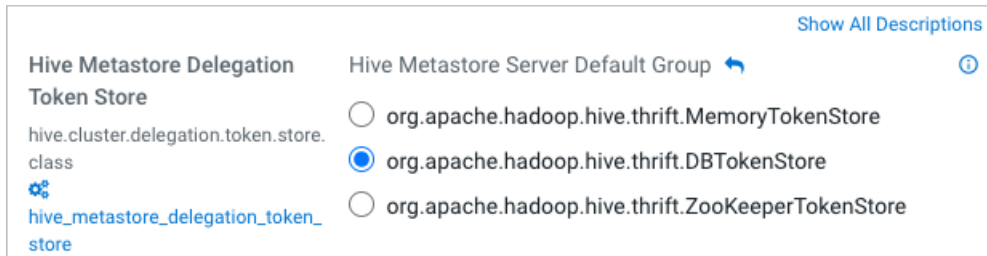 Show All Descriptions
Hive Metastore Delegation
Token Store
hive.cluster.delegation.token.store.
class
hive_metastore_delegation_token_
store
Hive Metastore Server Default Group
org.apache.hadoop.hive.thrift.MemoryTokenStore
org.apache.hadoop.hive.thrift.DBTokenStore
org.apache.hadoop.hive.thrift.ZooKeeperTokenStore